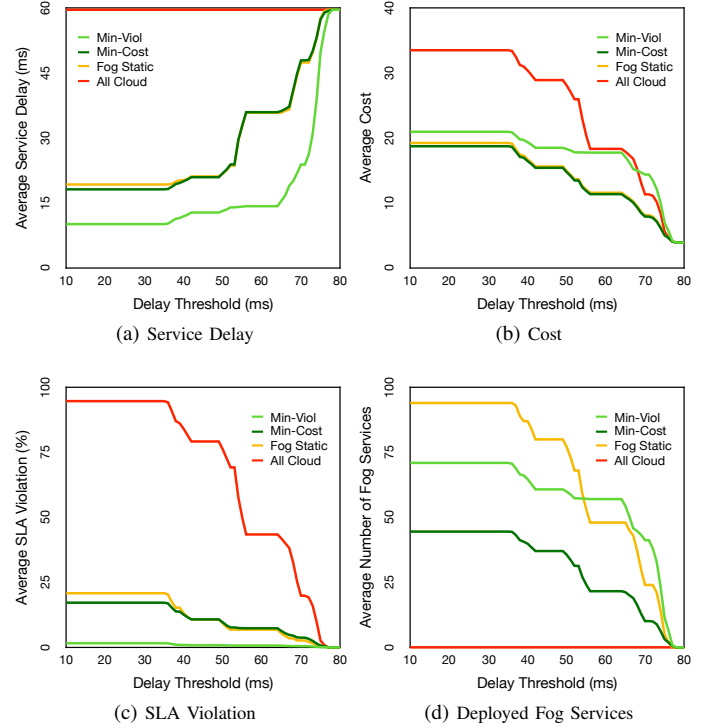 Average Service Delay (ms)
60
45
30
15
0
Min-Viol
Min-Cost
Fog Static
All Cloud
10 20 30 40 50 60 70 80
Delay Threshold (ms)
(a) Service Delay
Average Cost
40
30
20
10
0
Min-Viol
Min-Cost
Fog Static
All Cloud
10 20 30 40 50 60 70 80
Delay Threshold (ms)
(b) Cost
Average SLA Violation (%)
100
75
50
25
0
Min-Viol
Min-Cost
Fog Static
All Cloud
10 20 30 40 50 60 70 80
Delay Threshold (ms)
(c) SLA Violation
Average Number of Fog Services
100
75
50
25
0
Min-Viol
Min-Cost
Fog Static
All Cloud
10 20 30 40 50 60 70 80
Delay Threshold (ms)
(d) Deployed Fog Services